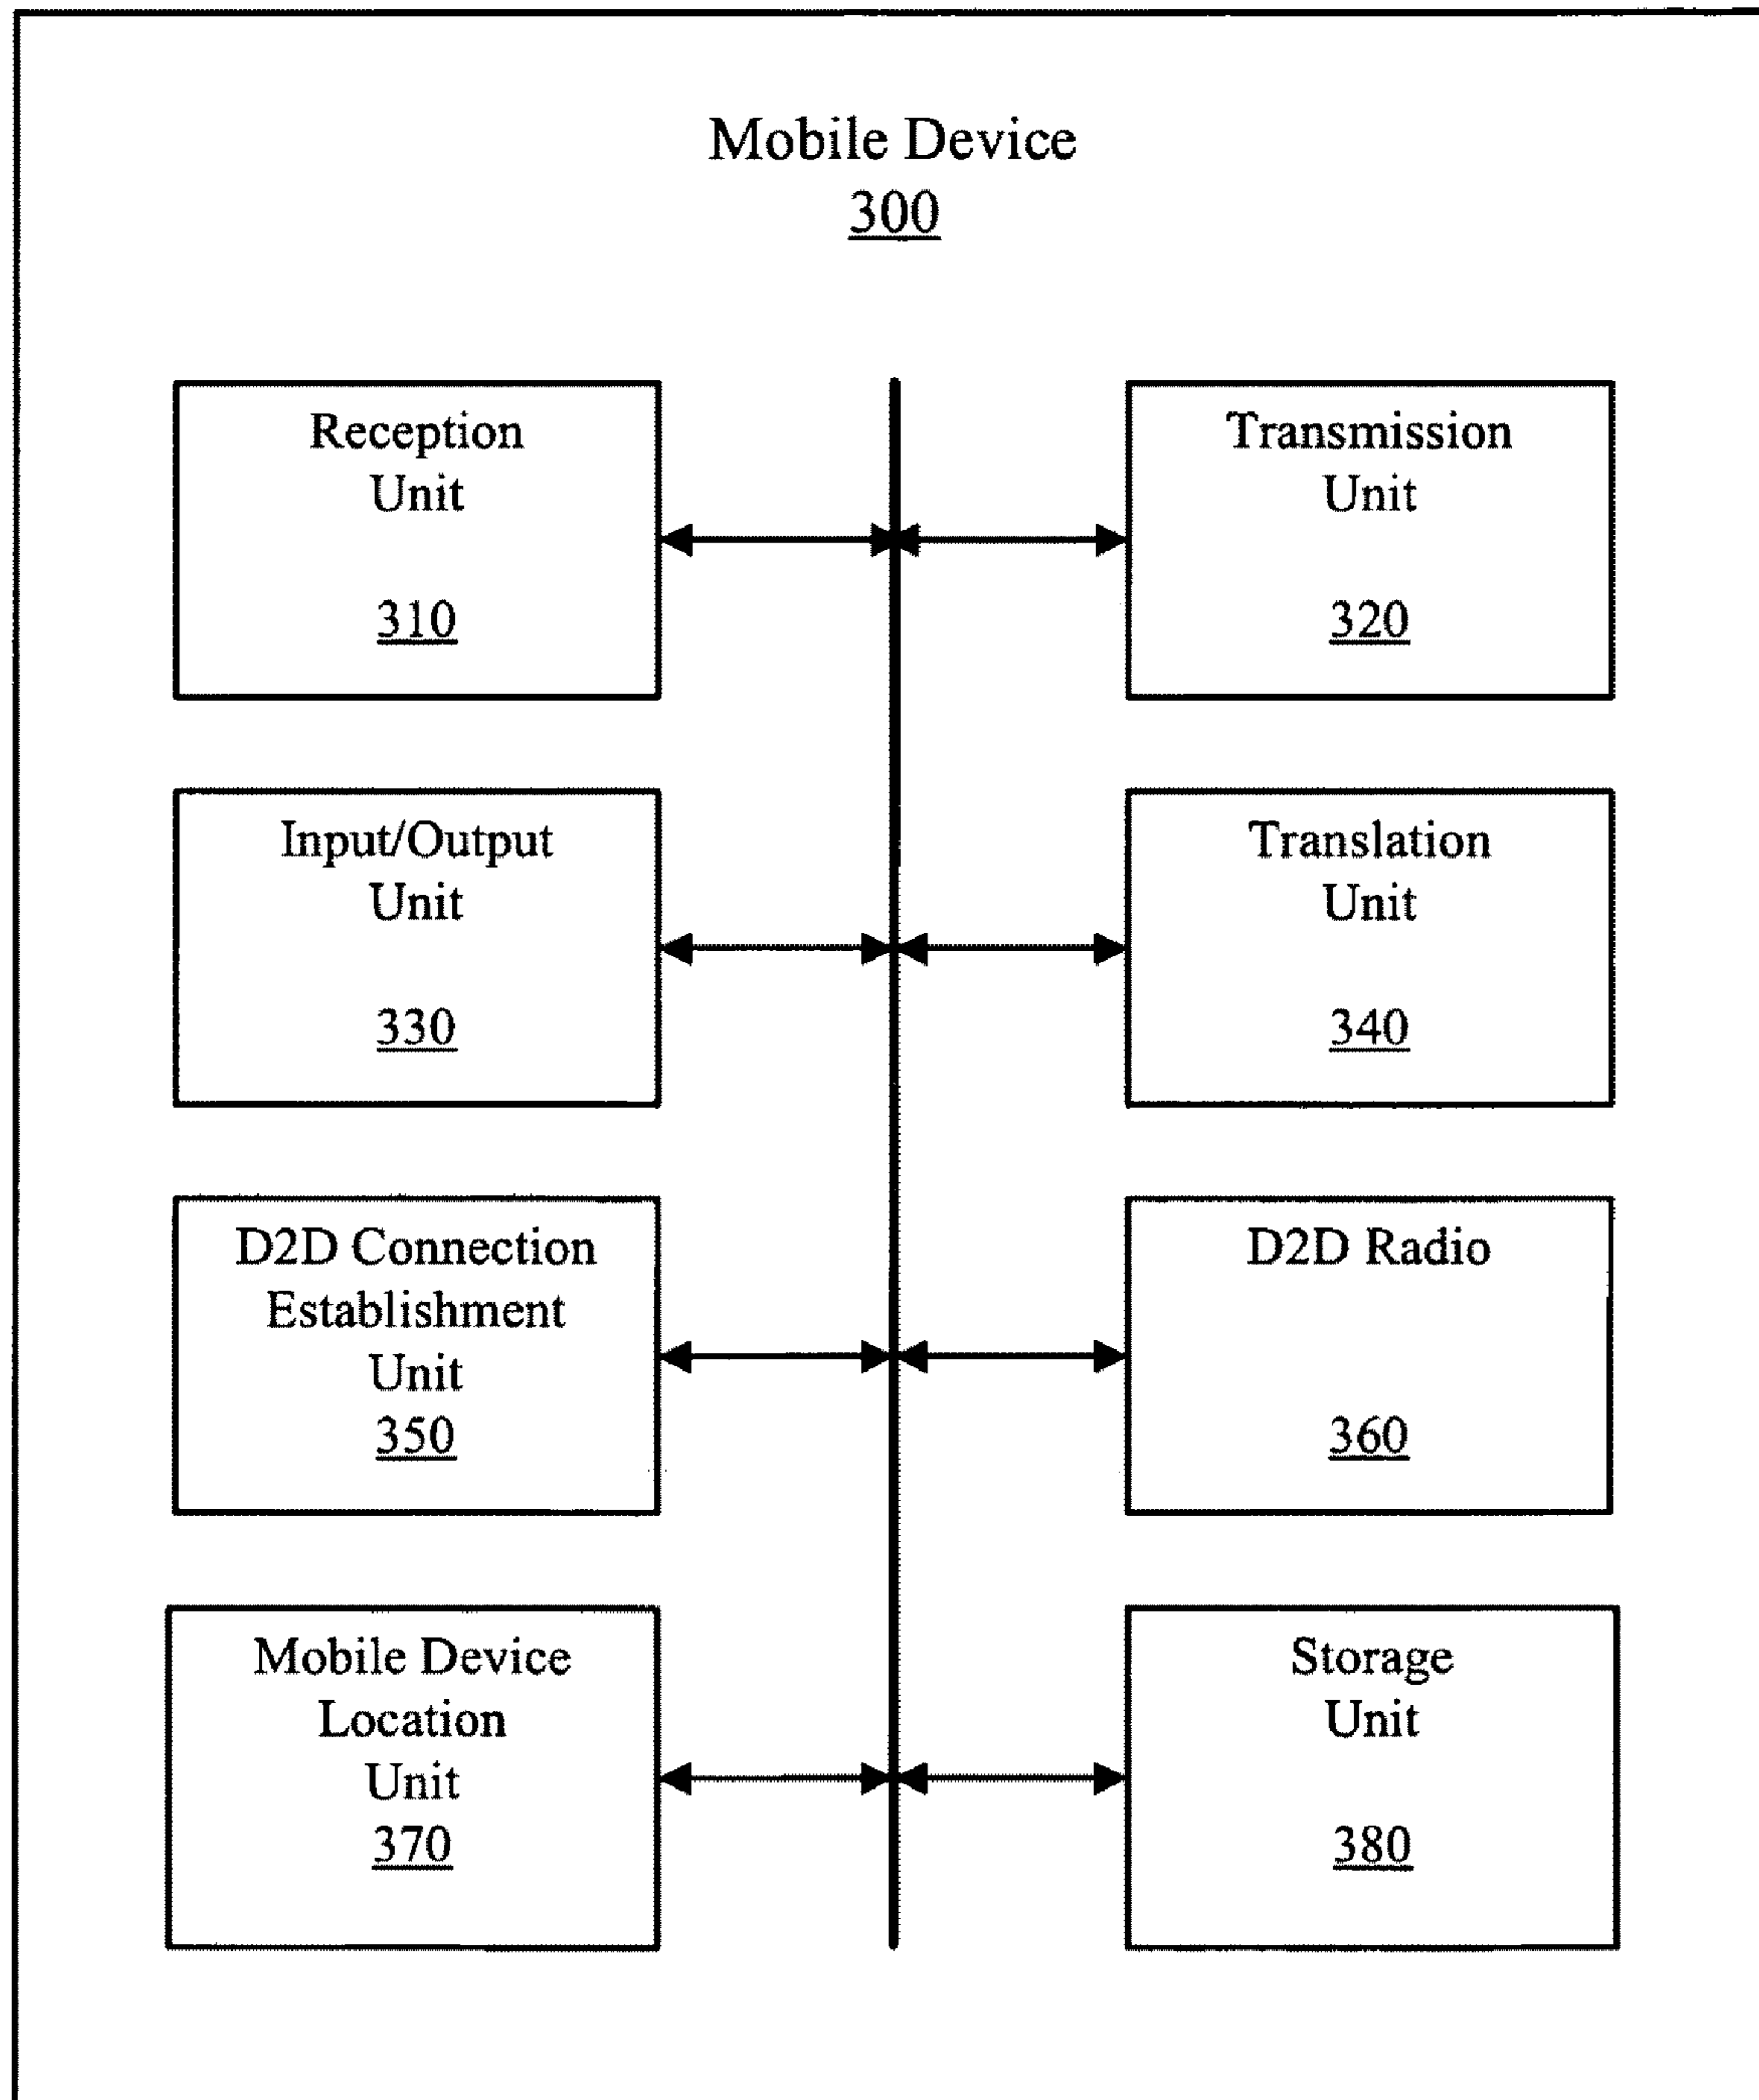 Mobile Device
300
Reception
Unit
310
Transmission
Unit
320
Input/Output
Unit
330
Translation
Unit
340
D2D Connection
Establishment
Unit
350
D2D Radio
360
Mobile Device
Location
Unit
370
Storage
Unit
380